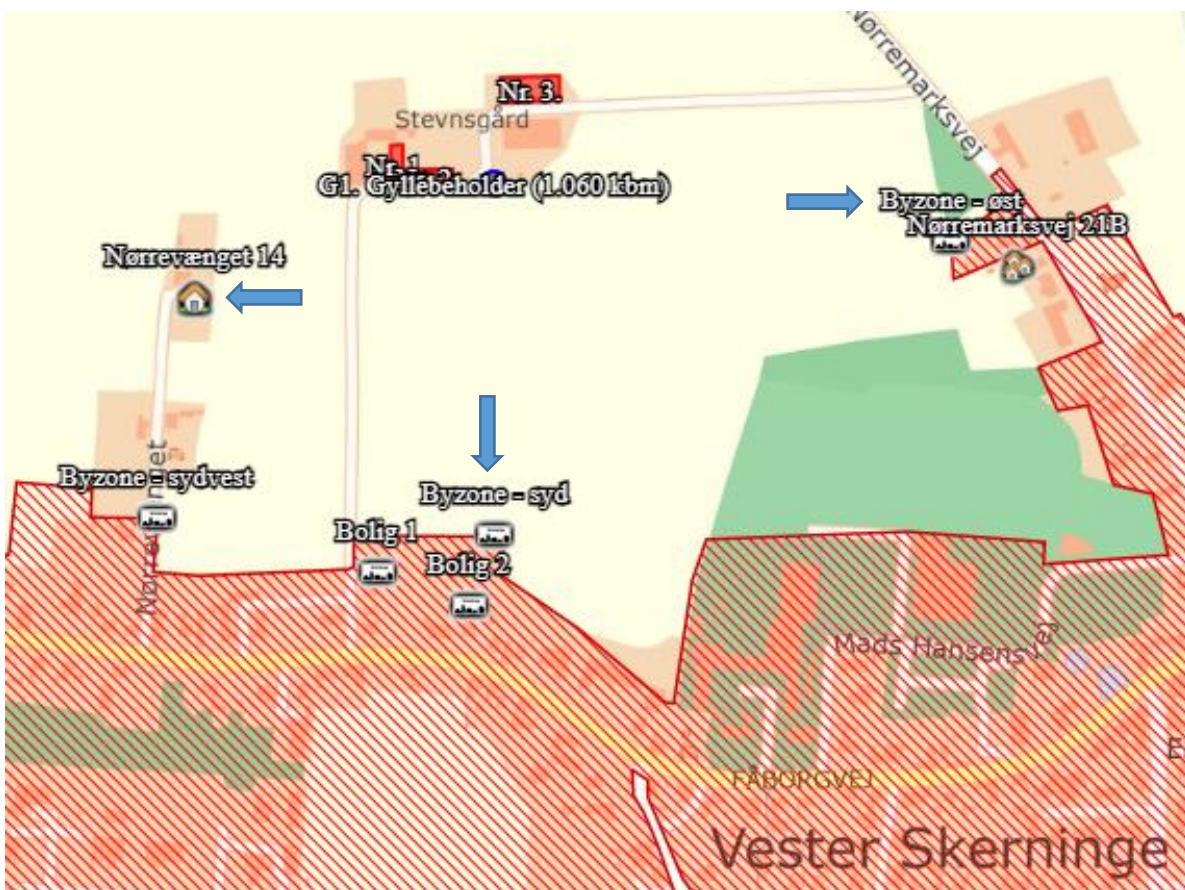 Nørremarksvej
Nr. 3.
Stevnsgård
Nr. 1.
G1. Gyllebeholder (1.060 kbm)
Byzone - øst
Nørremarksvej 21B
Nørrevænget 14
Byzone - sydvest
Byzone - syd
Bolig 1
Bolig 2
Mads Hansens Vej
FÅBORGVEJ
Vester Skerninge